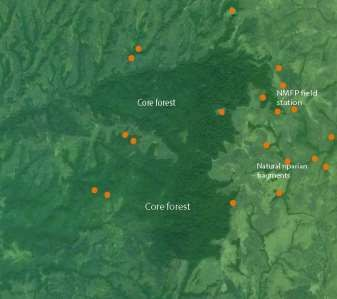 Core forest
NMFP field
station
Natural riparian
fragments
Core forest